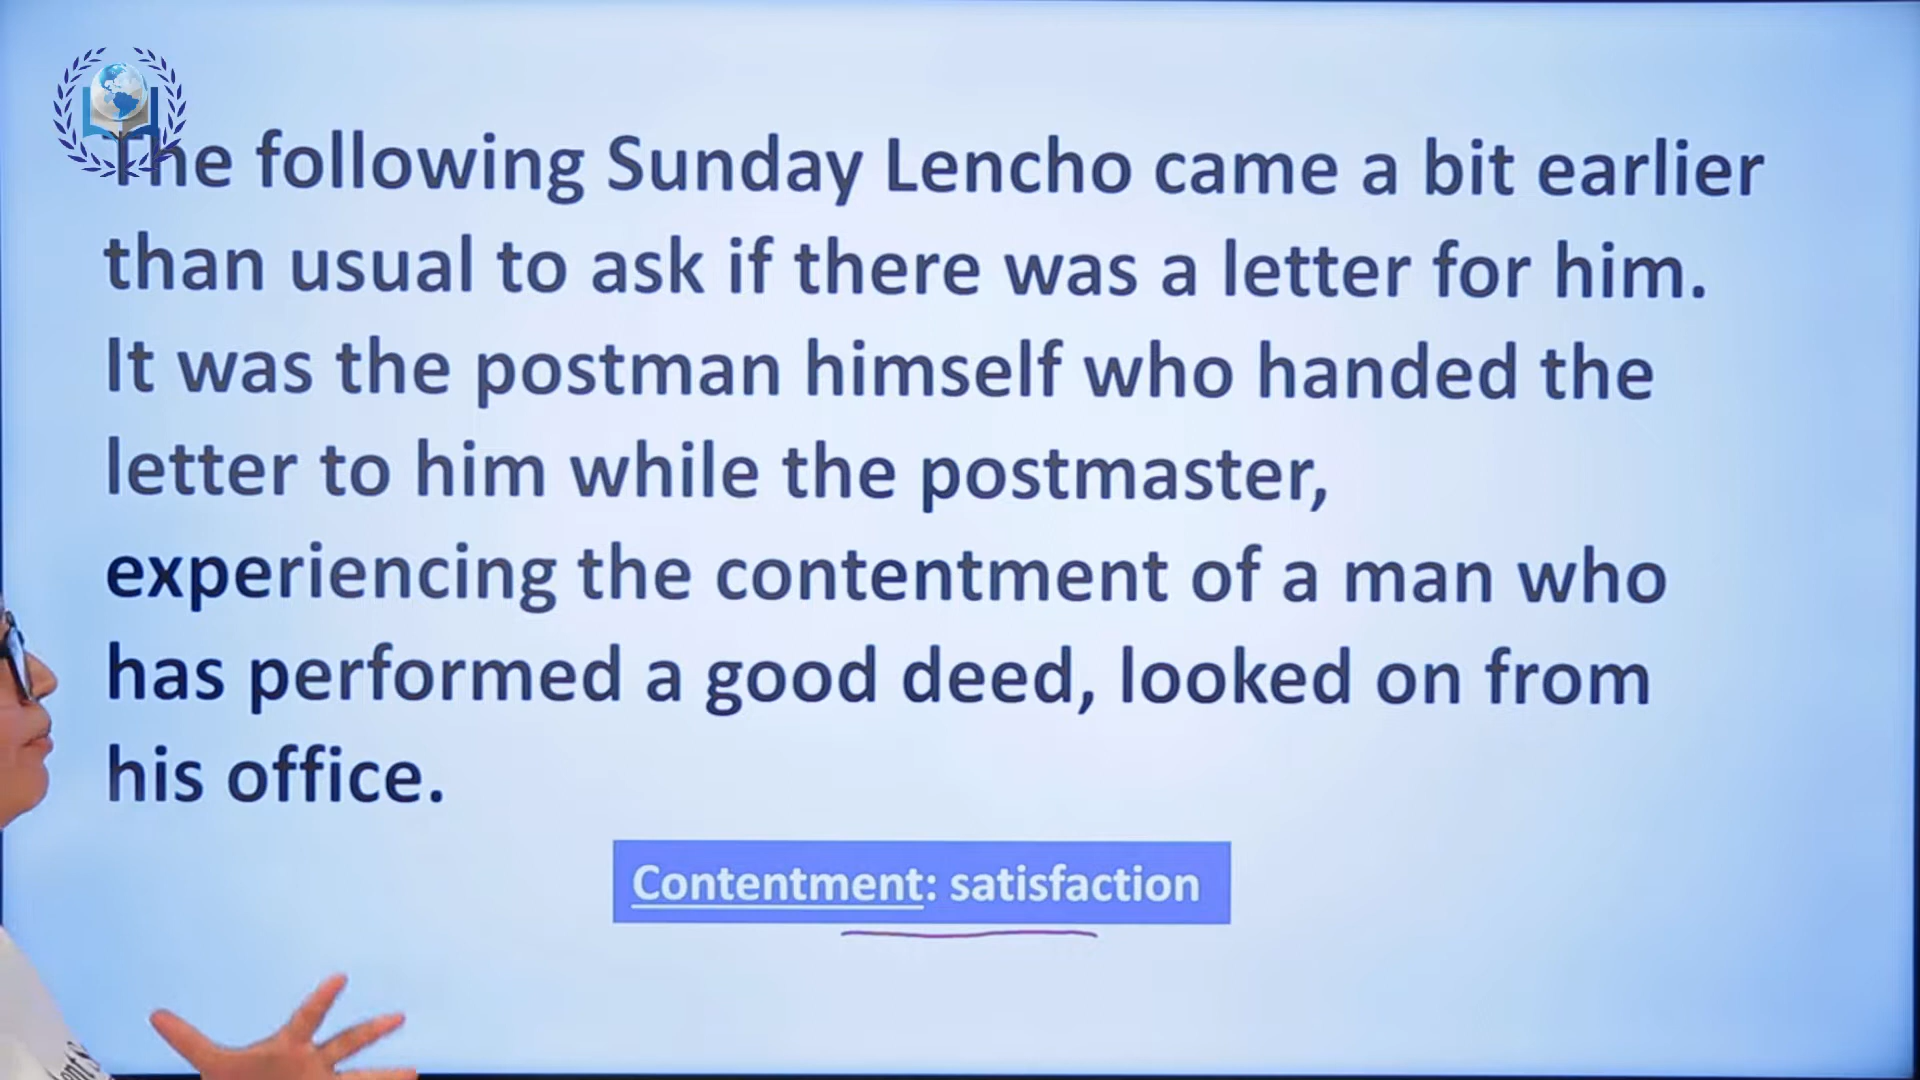 The following Sunday Lencho came a bit earlier
than usual to ask if there was a letter for him.
It was the postman himself who handed the
letter to him while the postmaster,
experiencing the contentment of a man who
has performed a good deed, looked on from
his office.
Contentment: satisfaction